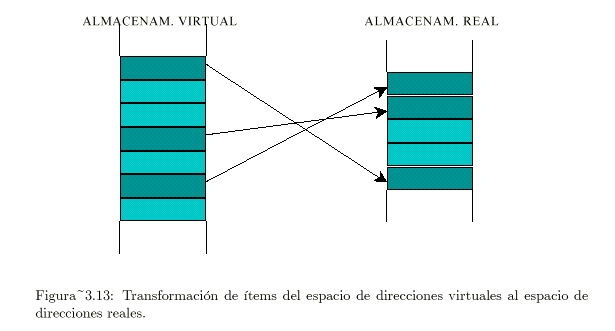 ALMACENAM. VIRTUAL
ALMACENAM. REAL
Figura~3.13: Transformación de ítems del espacio de direcciones virtuales al espacio de
direcciones reales.